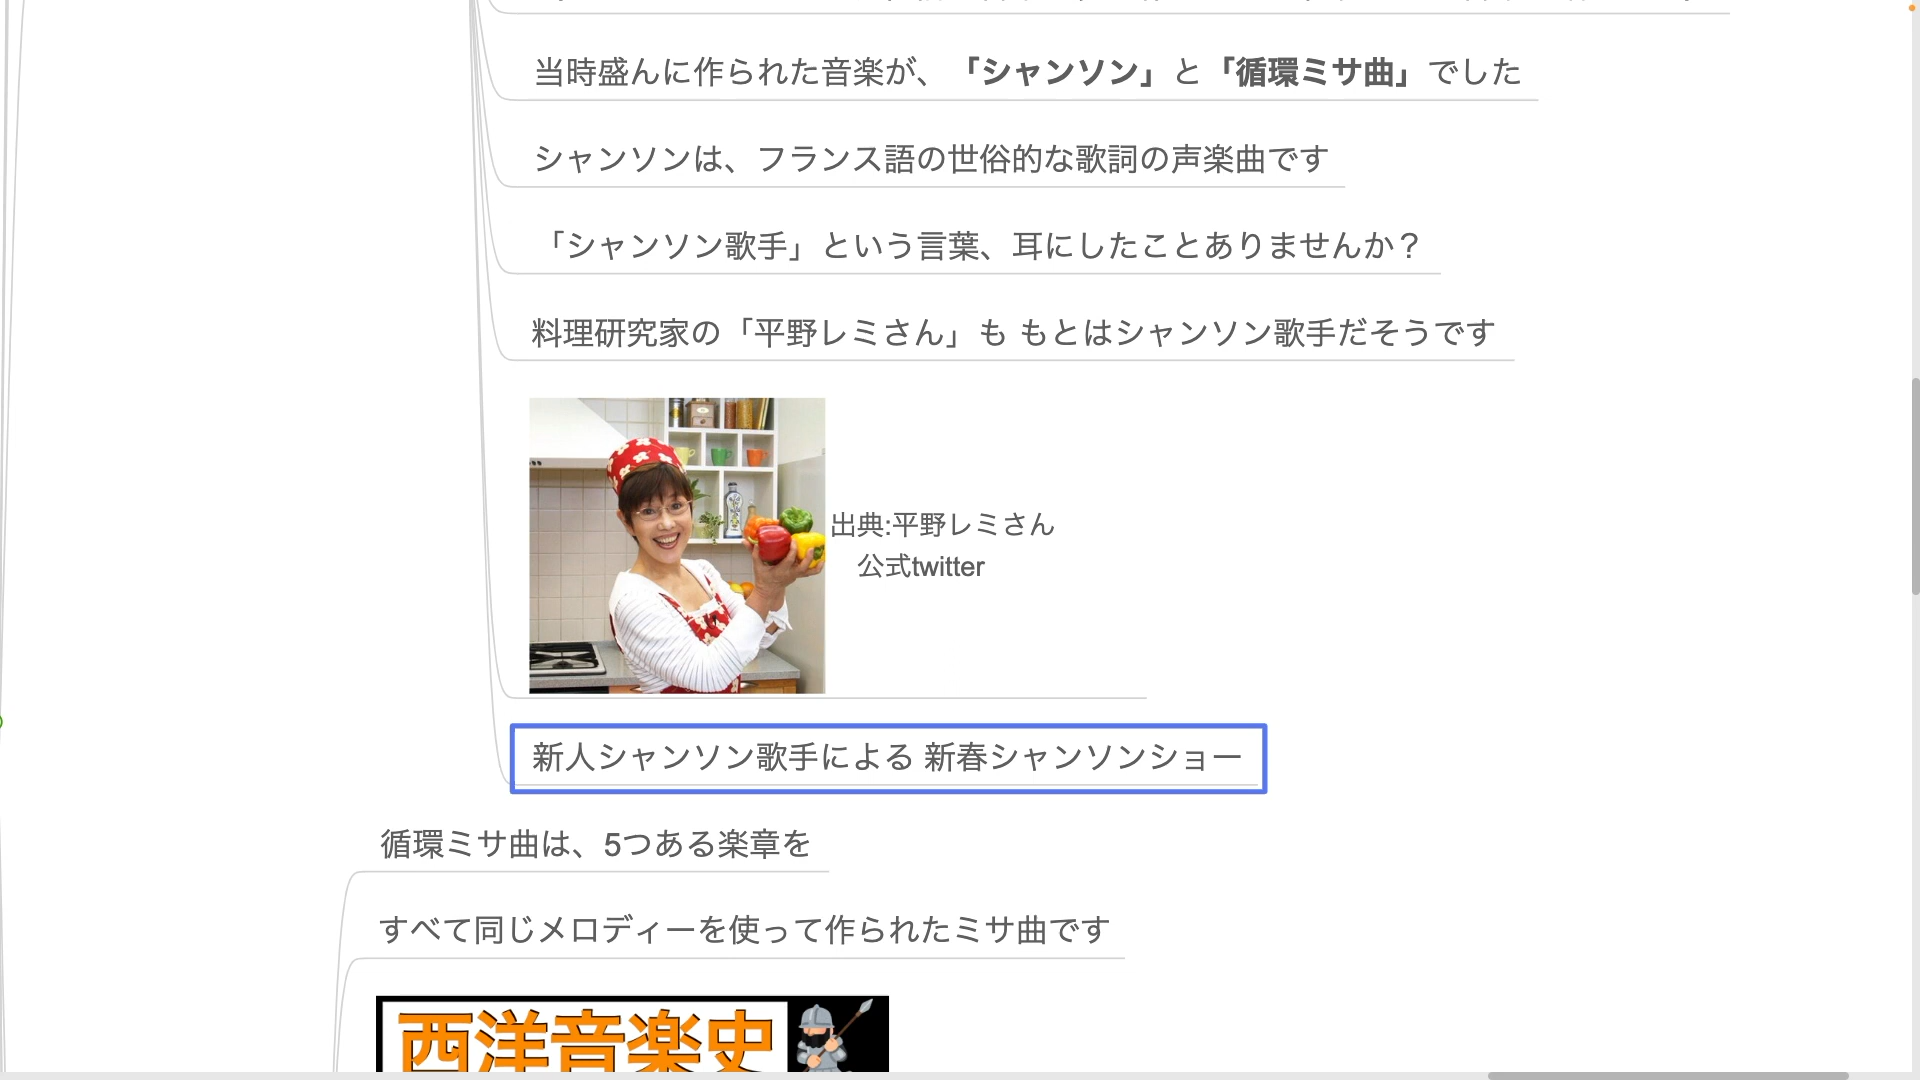 当時盛んに作られた音楽が、「シャンソン」と「循環ミサ曲」でした
シャンソンは、フランス語の世俗的な歌詞の声楽曲です
「シャンソン歌手」という言葉、耳にしたことありませんか？
料理研究家の「平野レミさん」も もとはシャンソン歌手だそうです
出典:平野レミさん
公式twitter
新人シャンソン歌手による 新春シャンソンショー
循環ミサ曲は、5つある楽章を
すべて同じメロディーを使って作られたミサ曲です
西洋音楽史